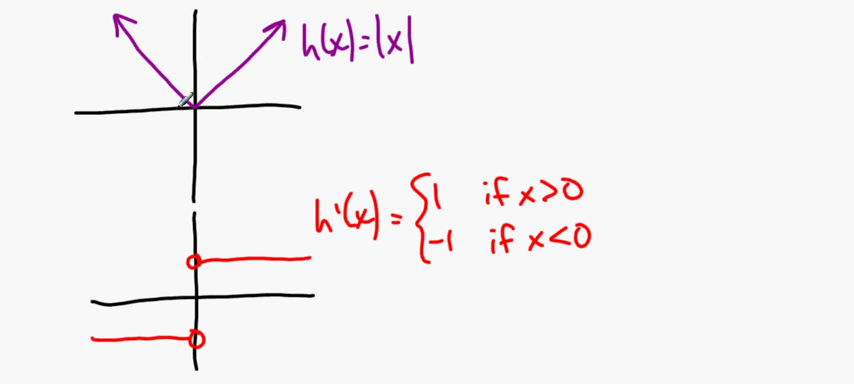 h(x)=|x|
h'(x) = { 1 if x>0
-1 if x<0